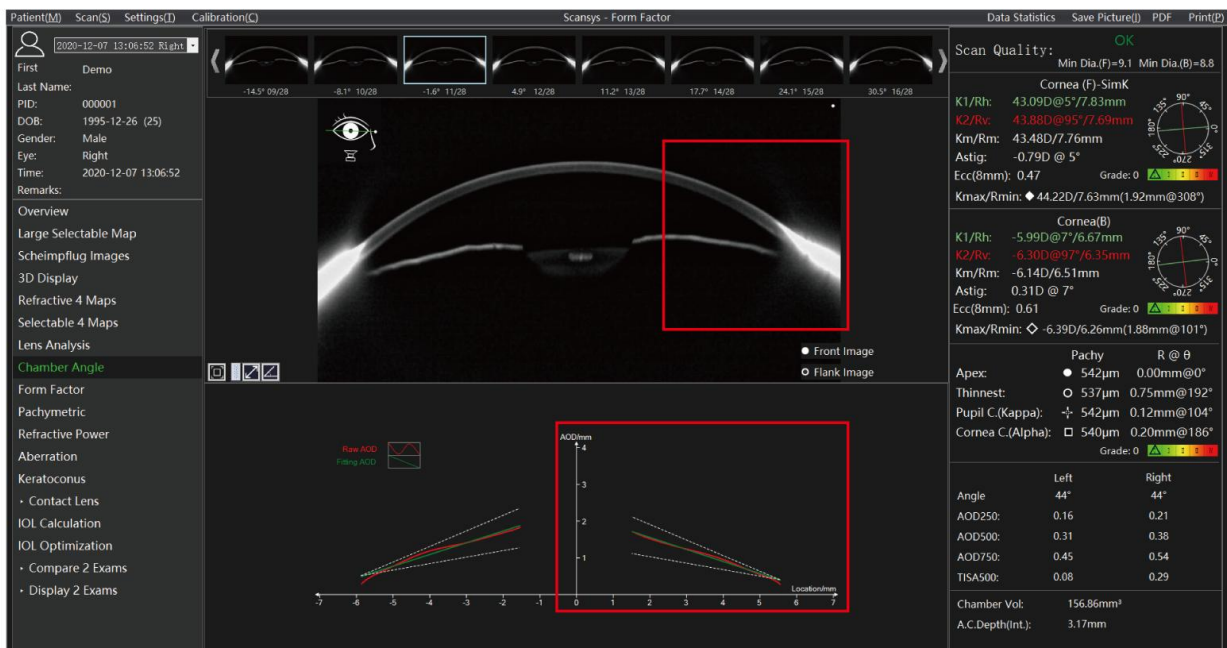 Patient(M) Scan(S) Settings(T) Calibration(C) Scansys - Form Factor Data Statistics Save Picture(J) PDF Print(P)
2020-12-07 13:06:52 Right
First Demo
Last Name:
PID: 000001
DOB: 1995-12-26 (25)
Gender: Male
Eye: Right
Time: 2020-12-07 13:06:52
Remarks:
Overview
Large Selectable Map
Scheimpflug Images
3D Display
Refractive 4 Maps
Selectable 4 Maps
Lens Analysis
Chamber Angle
Form Factor
Pachymetric
Refractive Power
Aberration
Keratoconus
Contact Lens
IOL Calculation
IOL Optimization
Compare 2 Exams
Display 2 Exams
-14.5° 09/28 -8.1° 10/28 -1.6° 11/28 4.9° 12/28 11.2° 13/28 17.7° 14/28 24.1° 15/28 30.5° 16/28
Front Image
Flank Image
Raw AOD
Fitting AOD
AOD/mm
4
3
2
1
Location/mm
-7 -6 -5 -4 -3 -2 -1 0 1 2 3 4 5 6 7
OK
Scan Quality:
Min Dia.(F)=9.1 Min Dia.(B)=8.8
Cornea (F)-SimK
K1/Rh: 43.09D@5°/7.83mm
K2/Rv: 43.88D@95°/7.69mm
Km/Rm: 43.48D/7.76mm
Astig: -0.79D @ 5°
Ecc(8mm): 0.47 Grade: 0
Kmax/Rmin: 44.22D/7.63mm(1.92mm@308°)
90° 45° 0° 270° 225° 180° 135°
Cornea(B)
K1/Rh: -5.99D@7°/6.67mm
K2/Rv: -6.30D@97°/6.35mm
Km/Rm: -6.14D/6.51mm
Astig: 0.31D @ 7°
Ecc(8mm): 0.61 Grade: 0
Kmax/Rmin: -6.39D/6.26mm(1.88mm@101°)
90° 45° 0° 270° 225° 180° 135°
Pachy R @ θ
Apex: 542μm 0.00mm@0°
Thinnest: 537μm 0.75mm@192°
Pupil C.(Kappa): 542μm 0.12mm@104°
Cornea C.(Alpha): 540μm 0.20mm@186°
Grade: 0
Left Right
Angle 44° 44°
AOD250: 0.16 0.21
AOD500: 0.31 0.38
AOD750: 0.45 0.54
TISA500: 0.08 0.29
Chamber Vol: 156.86mm³
A.C.Depth(Int.): 3.17mm